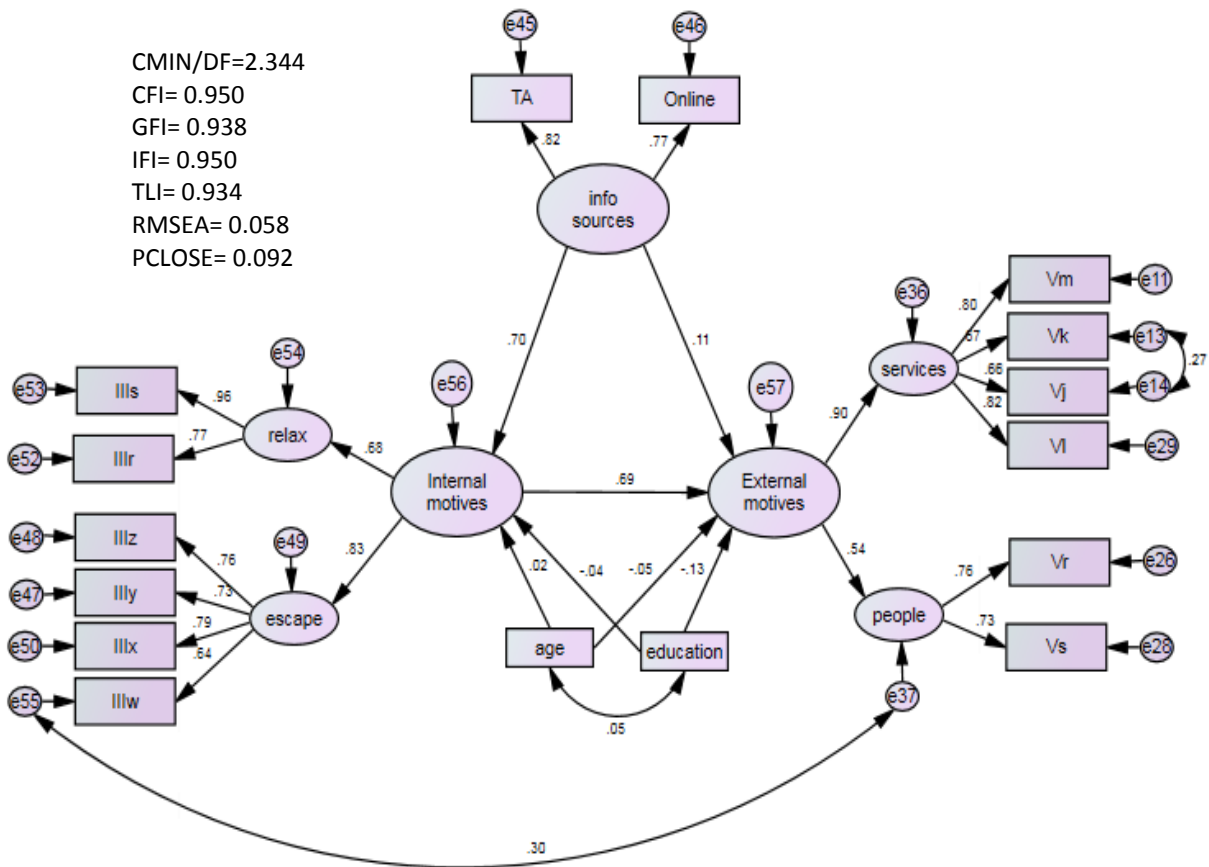 CMIN/DF=2.344
CFI= 0.950
GFI= 0.938
IFI= 0.950
TLI= 0.934
RMSEA= 0.058
PCLOSE= 0.092
e45
e46
TA
Online
.82
.77
info
sources
.70
.11
e54
e56
e57
e36
e53
IIIs
.96
e52
IIIr
.77
relax
.68
Internal
motives
.69
External
motives
.90
services
.80
.67
.66
.82
Vm
e11
Vk
e13
Vj
e14
.27
Vl
e29
e48
IIIz
.76
e47
IIIy
.73
e50
IIIx
.79
e55
IIIw
.64
e49
escape
.83
.02
-.04
-.05
-.13
age
education
.05
.54
people
.76
Vr
e26
.73
Vs
e28
e37
.30